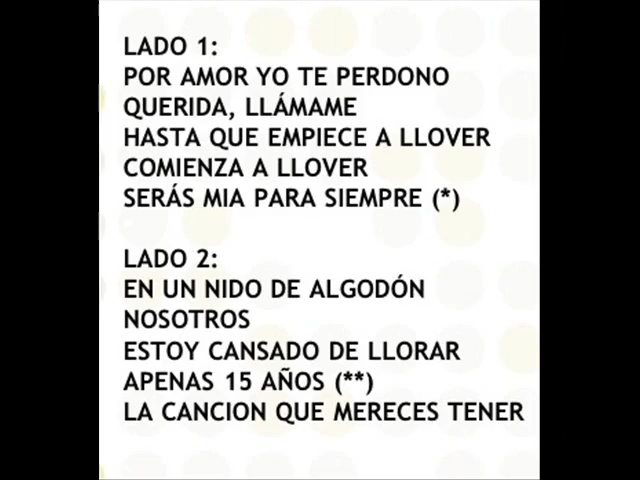 LADO 1:
POR AMOR YO TE PERDONO
QUERIDA, LLÁMAME
HASTA QUE EMPIECE A LLOVER
COMIENZA A LLOVER
SERÁS MIA PARA SIEMPRE (*)
LADO 2:
EN UN NIDO DE ALGODÓN
NOSOTROS
ESTOY CANSADO DE LLORAR
APENAS 15 AÑOS (**)
LA CANCION QUE MERECES TENER